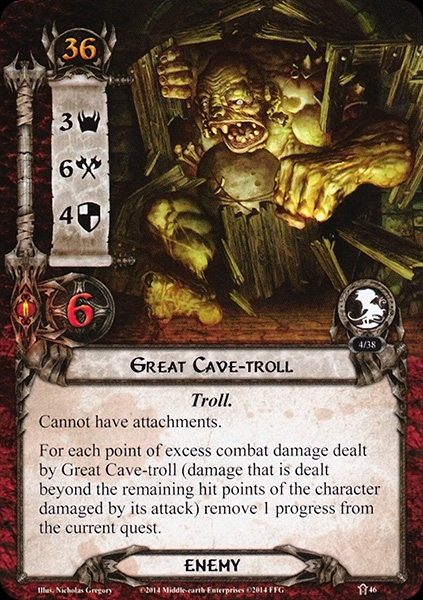 36
3
6
4
6
4/38
Great Cave-troll
Troll.
Cannot have attachments.
For each point of excess combat damage dealt
by Great Cave-troll (damage that is dealt
beyond the remaining hit points of the character
damaged by its attack) remove 1 progress from
the current quest.
ENEMY
Illus. Nicholas Gregory ©2014 Middle-earth Enterprises ©2014 FFG 46